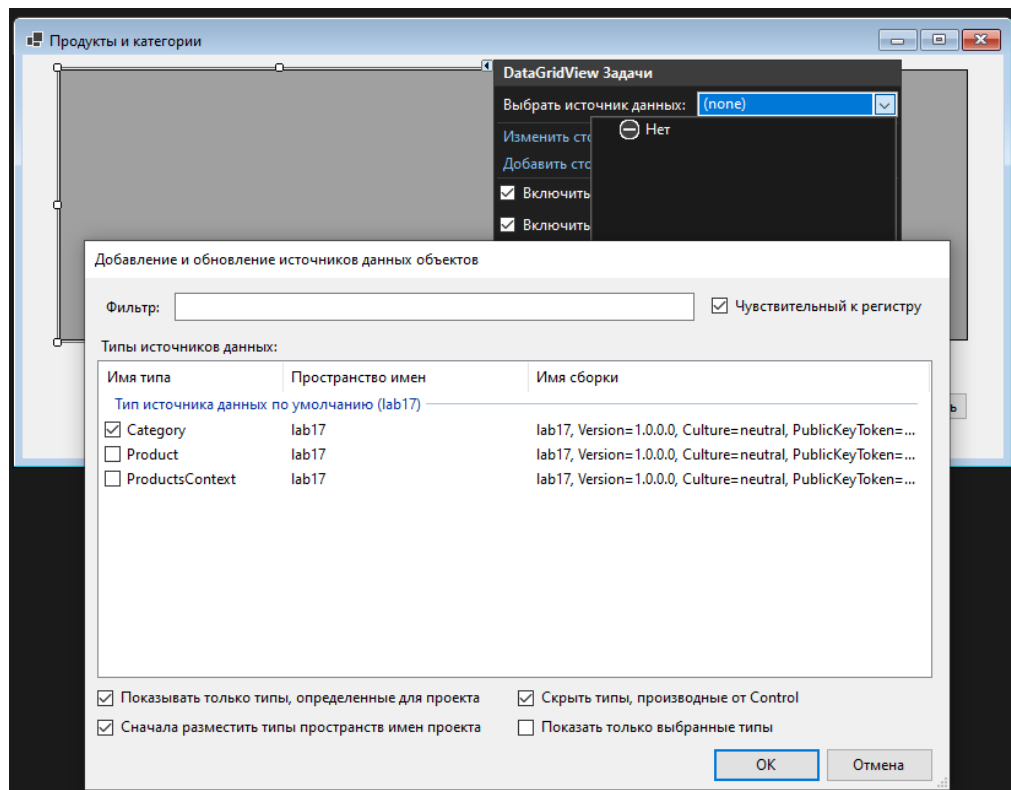 Продукты и категории
DataGridView Задачи
Выбрать источник данных: (none)
Нет
Изменить
Добавить
Включить
Включить
Добавление и обновление источников данных объектов
Фильтр:
Чувствительный к регистру
Типы источников данных:
Имя типа Пространство имен Имя сборки
Тип источника данных по умолчанию (lab17)
Category lab17 lab17, Version=1.0.0.0, Culture=neutral, PublicKeyToken=...
Product lab17 lab17, Version=1.0.0.0, Culture=neutral, PublicKeyToken=...
ProductsContext lab17 lab17, Version=1.0.0.0, Culture=neutral, PublicKeyToken=...
Показывать только типы, определенные для проекта
Скрыть типы, производные от Control
Сначала разместить типы пространств имен проекта
Показать только выбранные типы
OK Отмена